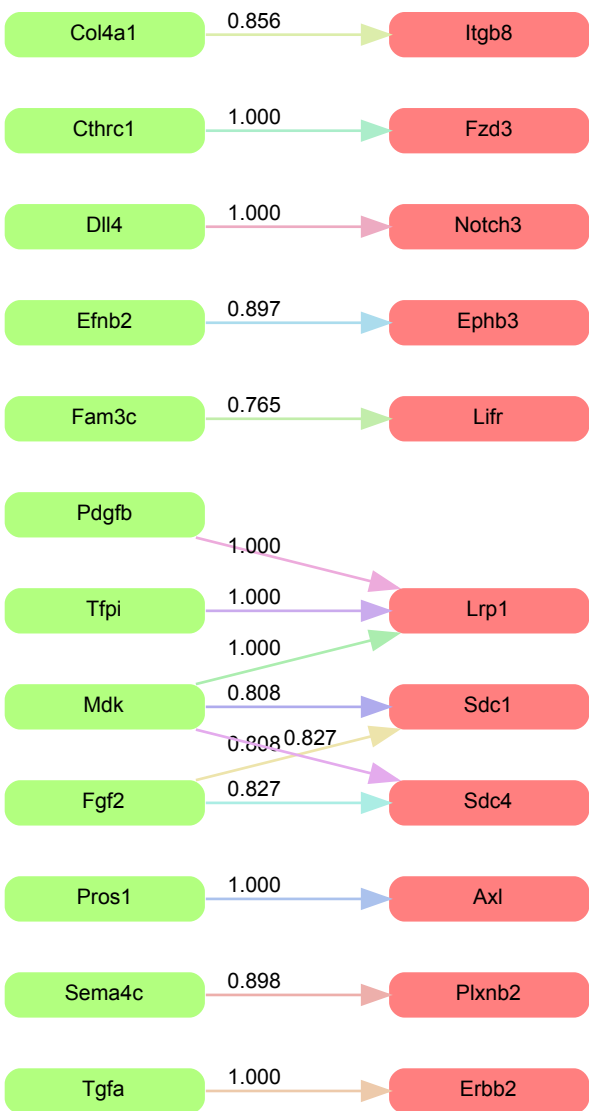 Col4a1 0.856 Itgb8
Cthrc1 1.000 Fzd3
Dll4 1.000 Notch3
Efnb2 0.897 Ephb3
Fam3c 0.765 Lifr
Pdgfb
1.000
Tfpi 1.000 Lrp1
1.000
Mdk 0.808 Sdc1
0.808 0.827
Fgf2 0.827 Sdc4
Pros1 1.000 Axl
Sema4c 0.898 Plxnb2
Tgfa 1.000 Erbb2